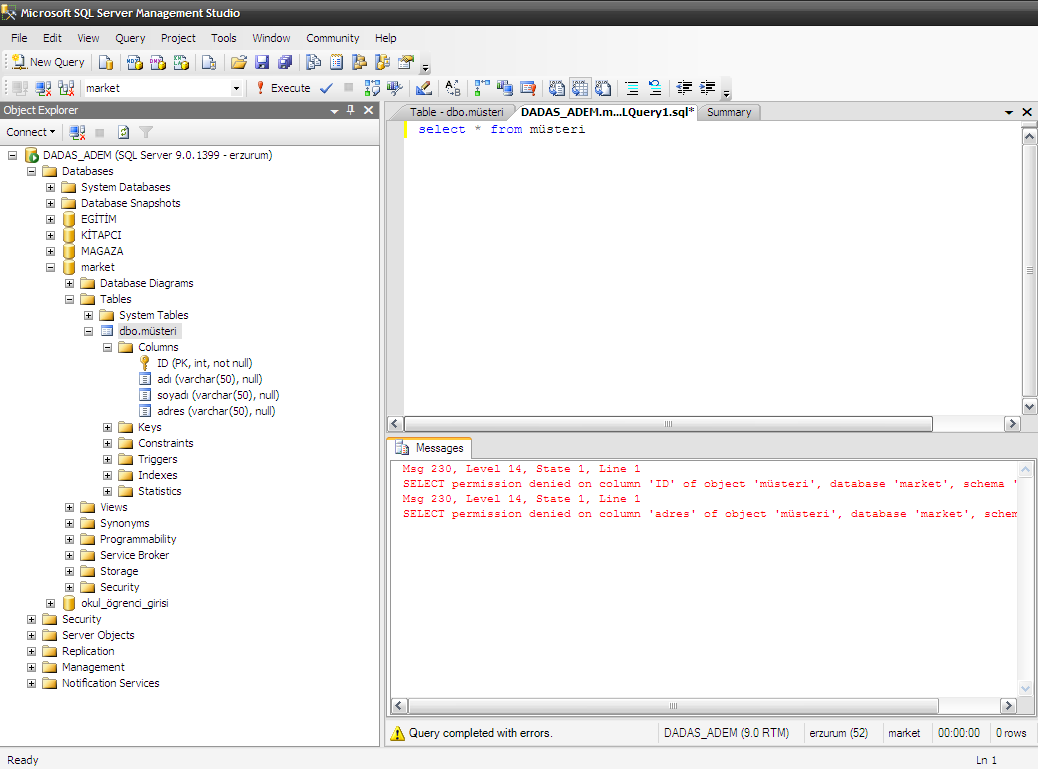 Microsoft SQL Server Management Studio
File Edit View Query Project Tools Window Community Help
New Query
market Execute
Object Explorer
Connect
DADAS_ADEM (SQL Server 9.0.1399 - erzurum)
Databases
System Databases
Database Snapshots
EGİTİM
KİTAPCI
MAGAZA
market
Database Diagrams
Tables
System Tables
dbo.müsteri
Columns
ID (PK, int, not null)
adı (varchar(50), null)
soyadı (varchar(50), null)
adres (varchar(50), null)
Keys
Constraints
Triggers
Indexes
Statistics
Views
Synonyms
Programmability
Service Broker
Storage
Security
okul_ögrenci_girisi
Security
Server Objects
Replication
Management
Notification Services
Table - dbo.müsteri DADAS_ADEM.m...LQuery1.sql* Summary
select * from müsteri
Messages
Msg 230, Level 14, State 1, Line 1
SELECT permission denied on column 'ID' of object 'müsteri', database 'market', schema '
Msg 230, Level 14, State 1, Line 1
SELECT permission denied on column 'adres' of object 'müsteri', database 'market', schem
Query completed with errors. DADAS_ADEM (9.0 RTM) erzurum (52) market 00:00:00 0 rows
Ready Ln 1